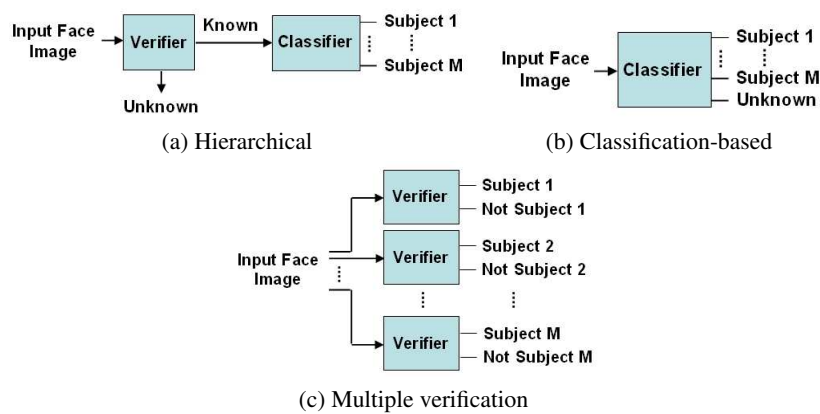 Input Face
Image
Verifier
Known
Unknown
Classifier
Subject 1
Subject M
(a) Hierarchical
Input Face
Image
Classifier
Subject 1
Subject M
Unknown
(b) Classification-based
Input Face
Image
Verifier
Subject 1
Not Subject 1
Verifier
Subject 2
Not Subject 2
Verifier
Subject M
Not Subject M
(c) Multiple verification